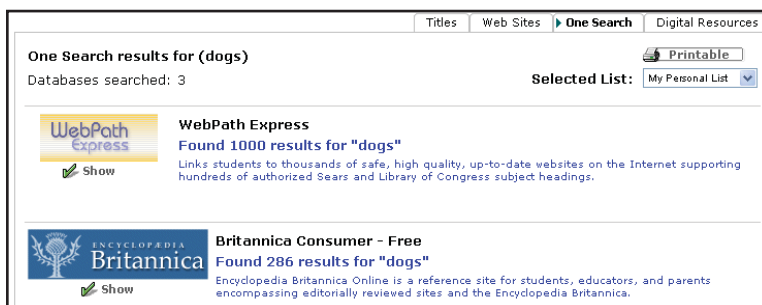 Titles
Web Sites
One Search
Digital Resources
One Search results for (dogs)
Printable
Databases searched: 3
Selected List:
My Personal List
WebPath
Express
Show
WebPath Express
Found 1000 results for "dogs"
Links students to thousands of safe, high quality, up-to-date websites on the Internet supporting
hundreds of authorized Sears and Library of Congress subject headings.
ENCYCLOPÆDIA
Britannica
Show
Britannica Consumer - Free
Found 286 results for "dogs"
Encyclopedia Britannica Online is a reference site for students, educators, and parents
encompassing editorially reviewed sites and the Encyclopedia Britannica.